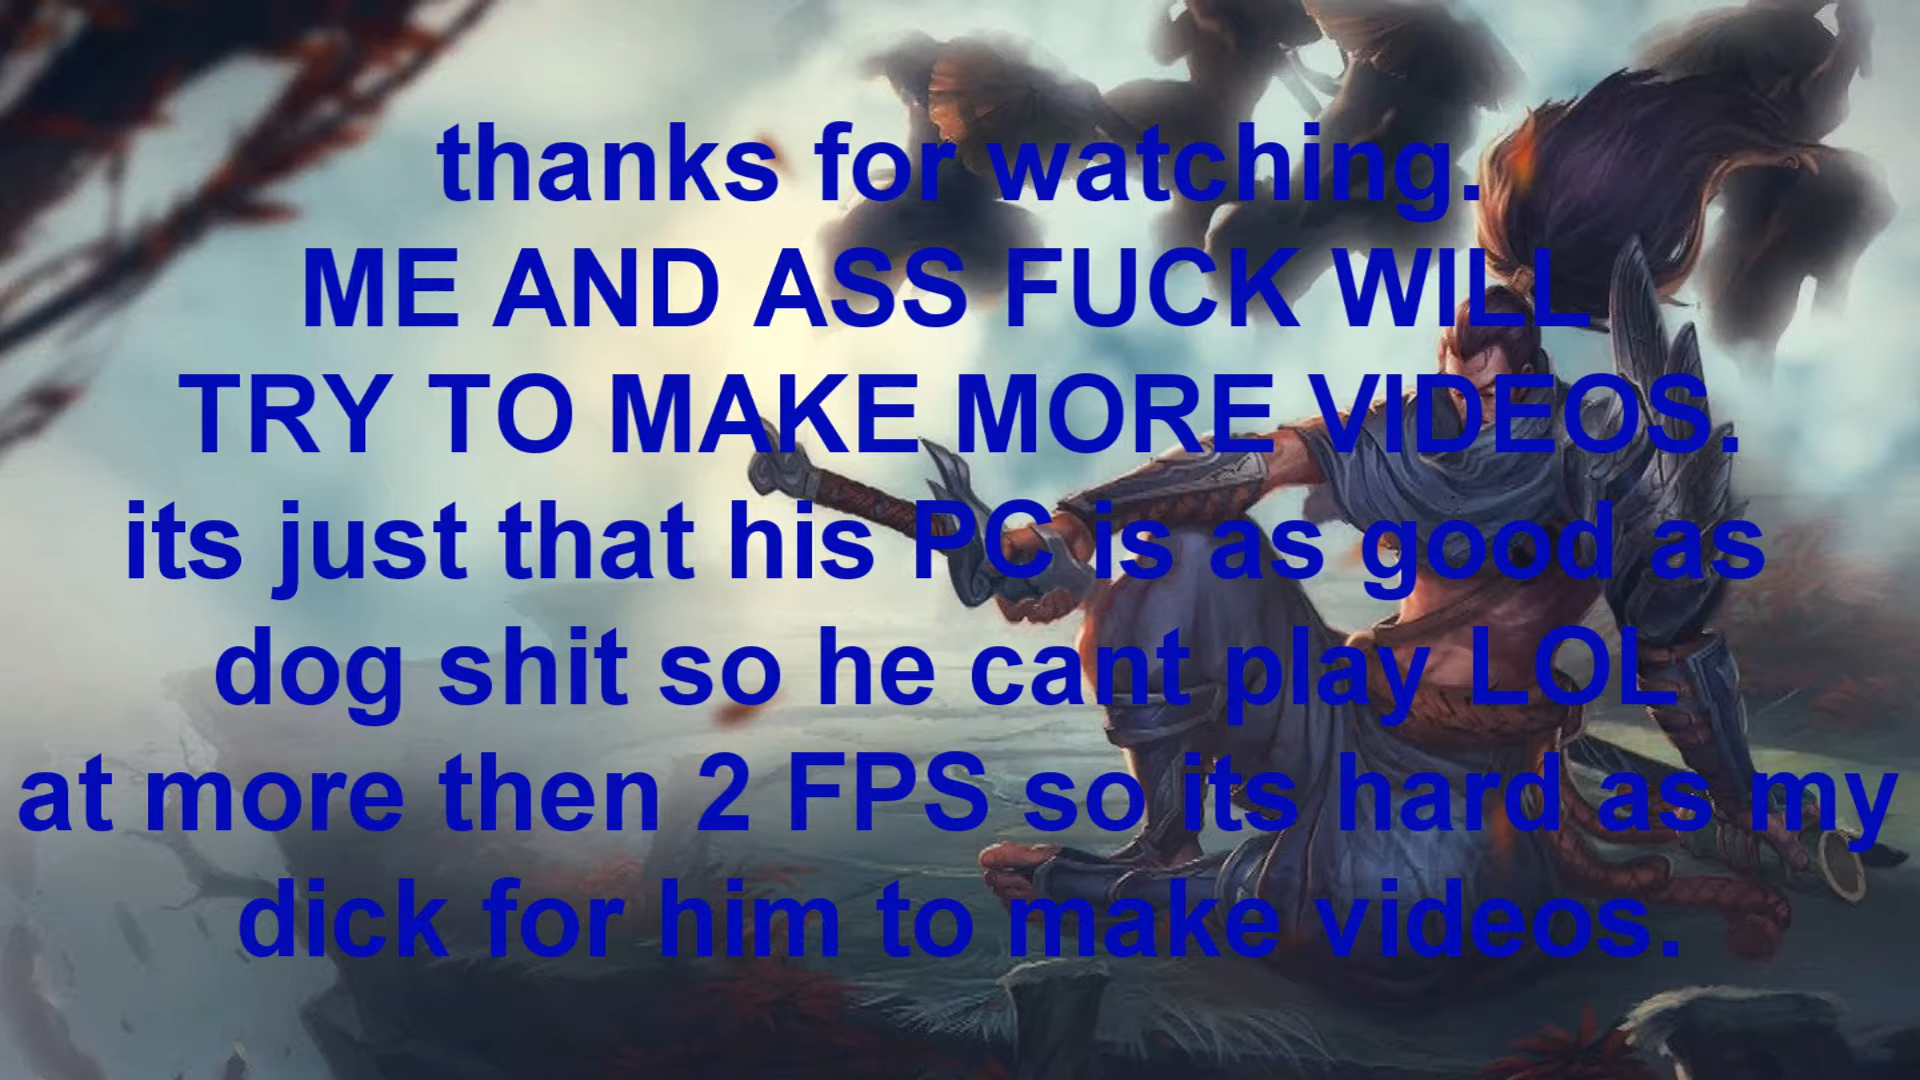 thanks for watching.
ME AND ASS FUCK WILL
TRY TO MAKE MORE VIDEOS.
its just that his PC is as good as
dog shit so he cant play LOL
at more then 2 FPS so its hard as my
dick for him to make videos.